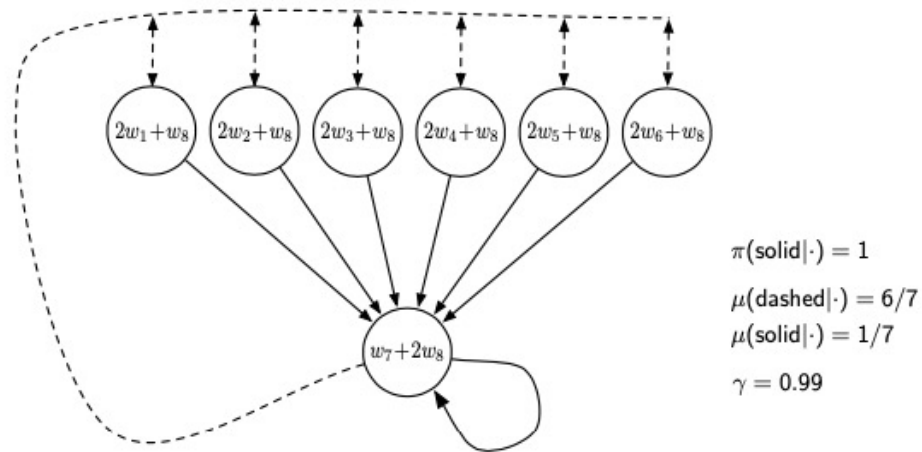 2w₁+w₈ 2w₂+w₈ 2w₃+w₈ 2w₄+w₈ 2w₅+w₈ 2w₆+w₈
π(solid|·) = 1
μ(dashed|·) = 6/7
μ(solid|·) = 1/7
w₇+2w₈
γ = 0.99